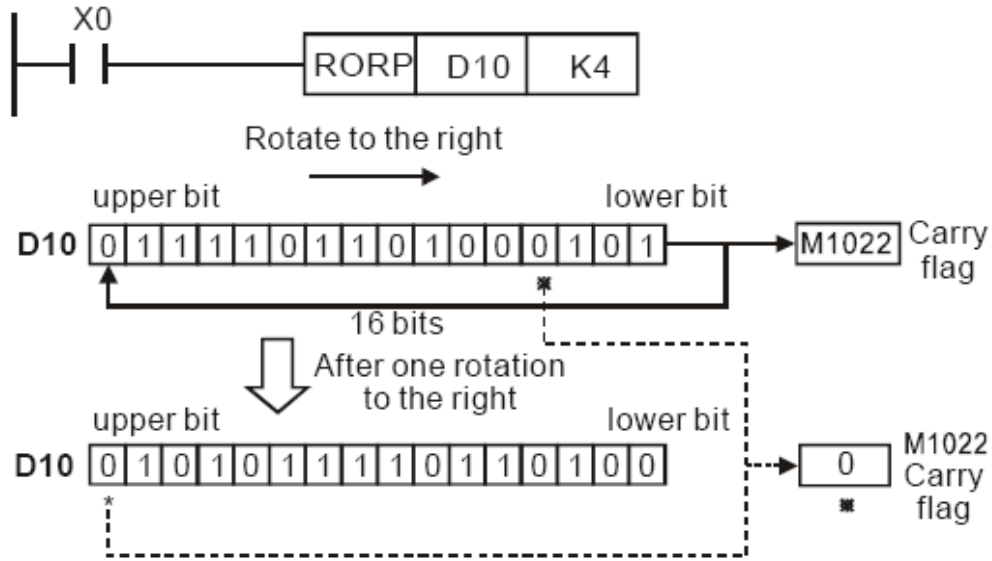 X0
RORP D10 K4
Rotate to the right
upper bit lower bit
D10 0 1 1 1 1 0 1 1 0 1 0 0 0 1 0 1 M1022 Carry
flag
※
16 bits
After one rotation
to the right
upper bit lower bit
D10 0 1 0 1 0 1 1 1 1 0 1 1 0 1 0 0 0 M1022
Carry
flag
* ※